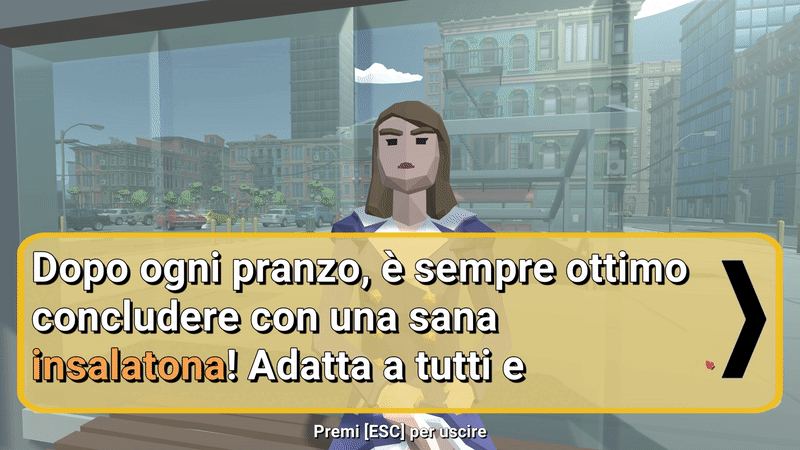 Dopo ogni pranzo, è sempre ottimo
concludere con una sana
insalatona! Adatta a tutti e
Premi [ESC] per uscire